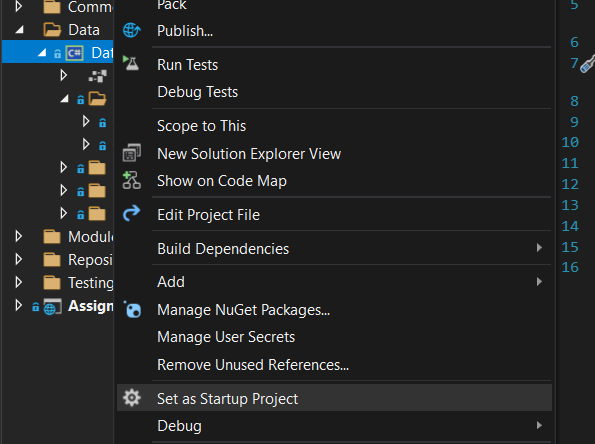 Comm
Pack
5
Data
Publish...
6
C# Dat
Run Tests
7
Debug Tests
8
Scope to This
9
New Solution Explorer View
10
11
Show on Code Map
12
Edit Project File
13
14
Modul
Build Dependencies
15
Reposi
16
Testing
Add
Assign
Manage NuGet Packages...
Manage User Secrets
Remove Unused References...
Set as Startup Project
Debug